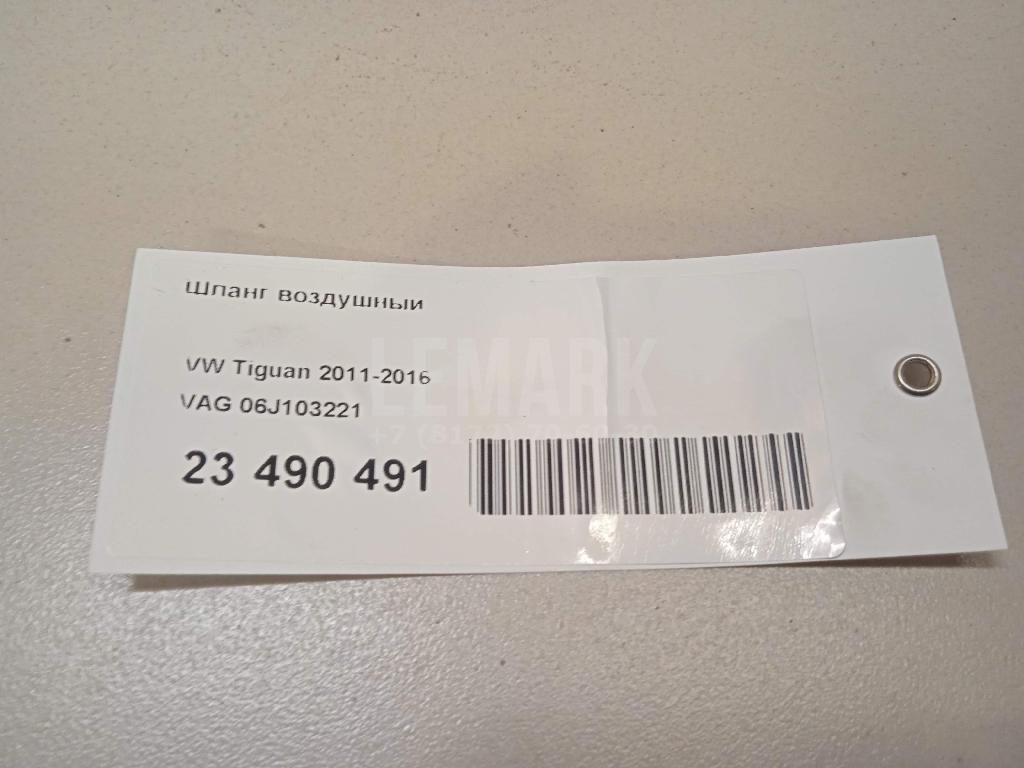 Шланг воздушный
VW Tiguan 2011-2016
VAG 06J103221
23 490 491
LEMARK